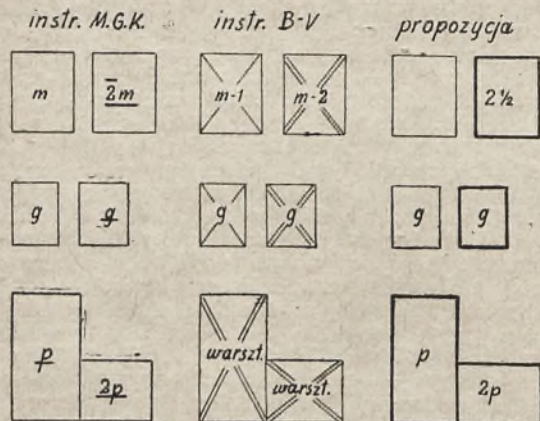 instr. M.G.K. instr. B-V propozycja
m 2m m-1 m-2 2½
g g g g g g
p warszt. p
2p warszt. 2p